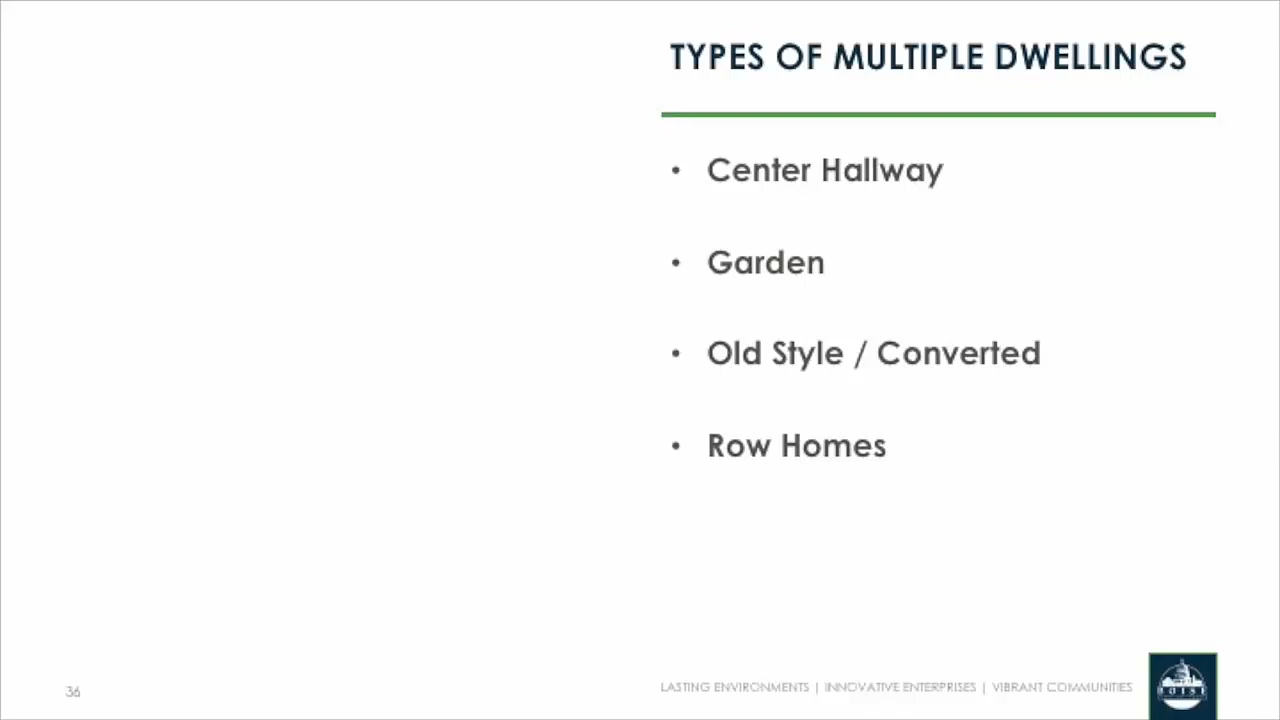 TYPES OF MULTIPLE DWELLINGS
• Center Hallway
• Garden
• Old Style / Converted
• Row Homes
36
LASTING ENVIRONMENTS | INNOVATIVE ENTERPRISES | VIBRANT COMMUNITIES
BOISE